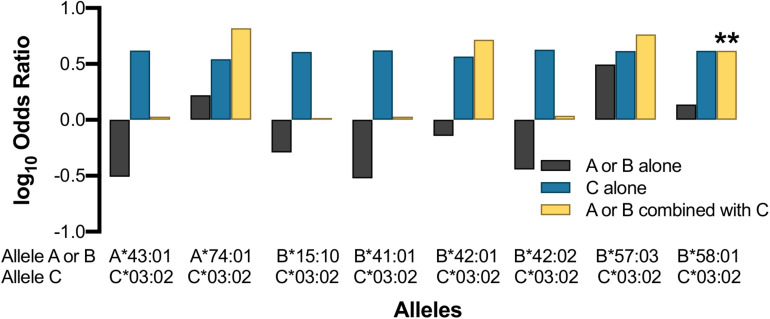 1.0
**
0.5
0.0
-0.5
-1.0
log10 Odds Ratio
A or B alone
C alone
A or B combined with C
Allele A or B A*43:01 A*74:01 B*15:10 B*41:01 B*42:01 B*42:02 B*57:03 B*58:01
Allele C C*03:02 C*03:02 C*03:02 C*03:02 C*03:02 C*03:02 C*03:02 C*03:02
Alleles